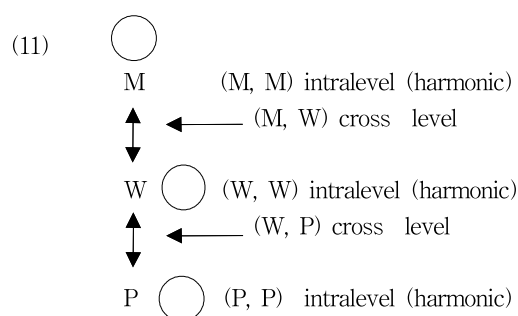 (11)
M (M, M) intralevel (harmonic)
(M, W) cross level
W (W, W) intralevel (harmonic)
(W, P) cross level
P (P, P) intralevel (harmonic)